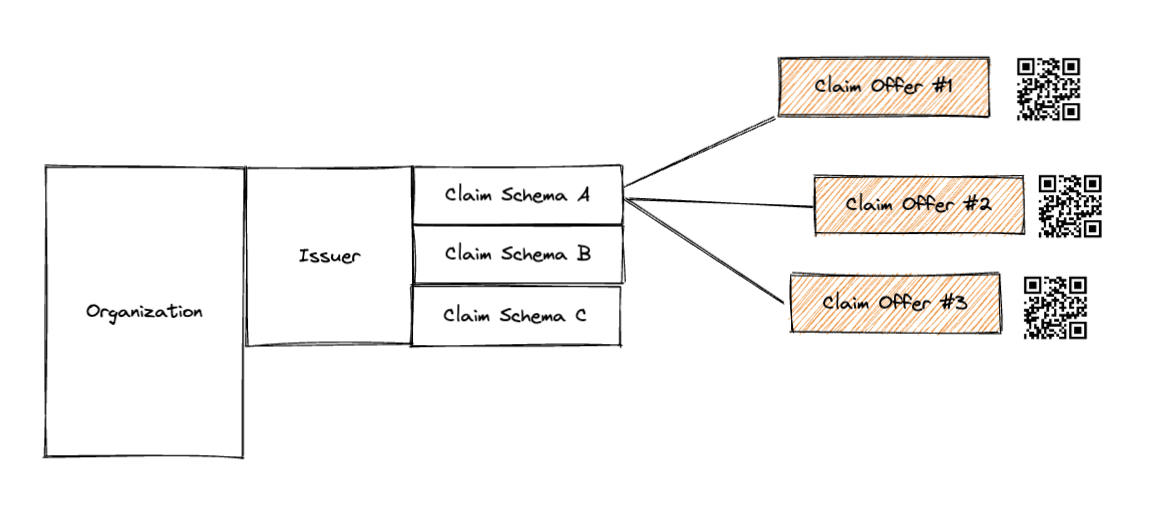 Claim Offer #1
Claim Schema A
Claim Offer #2
Issuer
Claim Schema B
Organization
Claim Schema C
Claim Offer #3